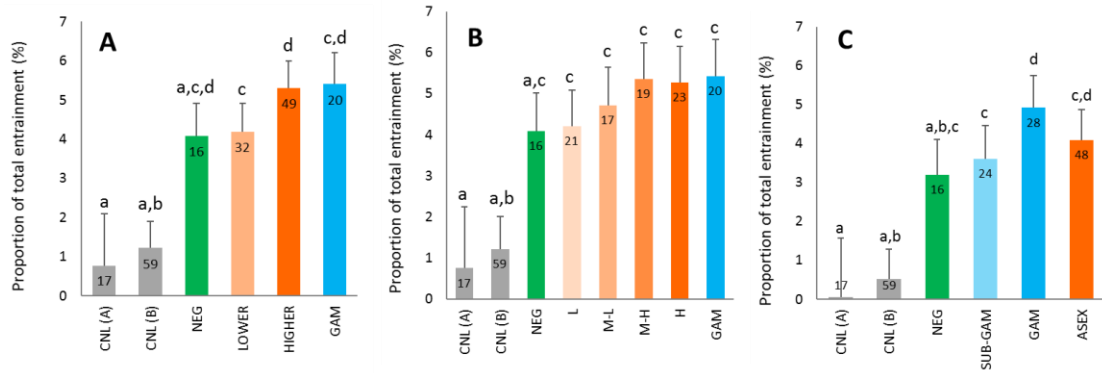 A
Proportion of total entrainment (%)
7
6
5
4
3
2
1
0
a
a,b
a,c,d
c
d
c,d
17
59
16
32
49
20
CNL (A)
CNL (B)
NEG
LOWER
HIGHER
GAM
B
Proportion of total entrainment (%)
7
6
5
4
3
2
1
0
a
a,b
a,c
c
c
c
c
c
17
59
16
21
17
19
23
20
CNL (A)
CNL (B)
NEG
L
M-L
M-H
H
GAM
C
Proportion of total entrainment (%)
7
6
5
4
3
2
1
0
a
a,b
a,b,c
c
d
c,d
17
59
16
24
28
48
CNL (A)
CNL (B)
NEG
SUB-GAM
GAM
ASEX